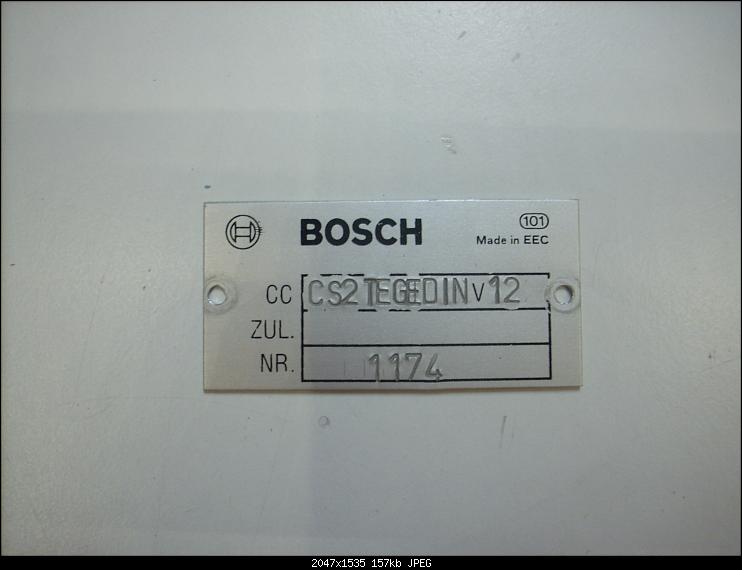 BOSCH
101
Made in EEC
CC CS2TEGEDINV12
ZUL.
NR. 1174
2047x1535 157kb JPEG